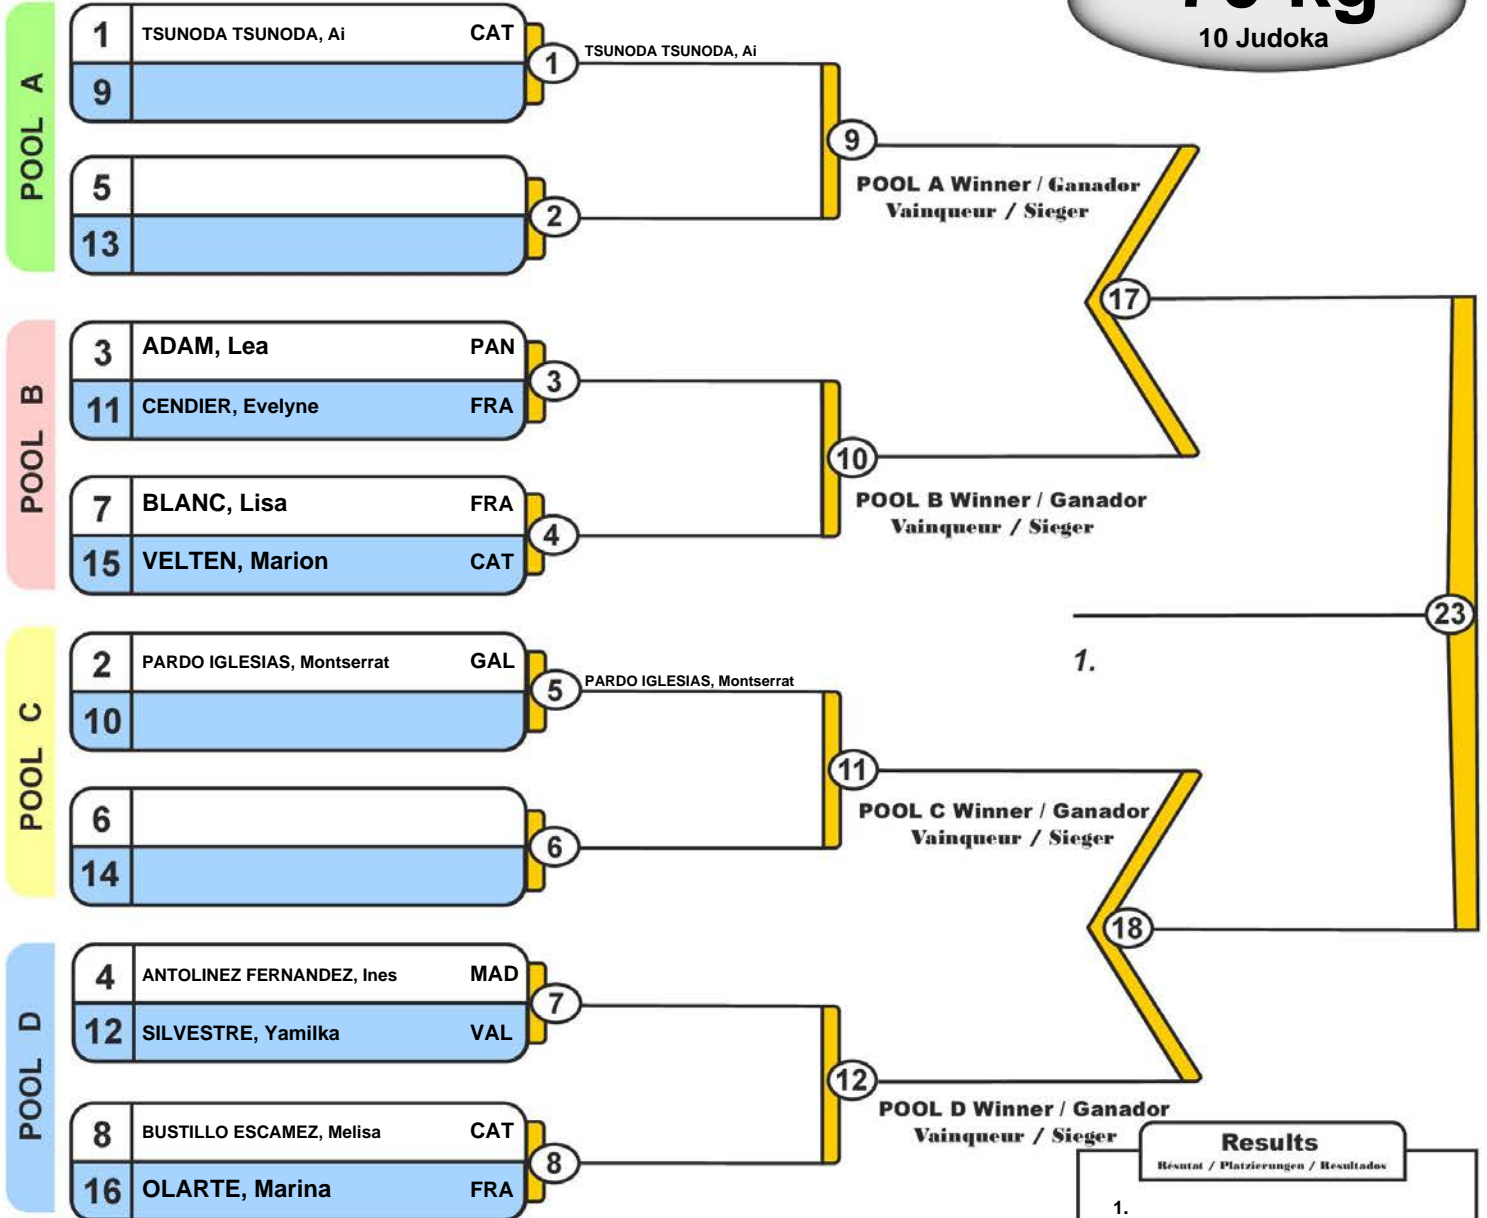 70 kg
10 Judoka
POOL A
1 TSUNODA TSUNODA, Ai CAT
9
1
TSUNODA TSUNODA, Ai
5
13
2
9
POOL A Winner / Ganador
Vainqueur / Sieger
POOL B
3 ADAM, Lea PAN
11 CENDIER, Evelyne FRA
3
7 BLANC, Lisa FRA
15 VELTEN, Marion CAT
4
10
POOL B Winner / Ganador
Vainqueur / Sieger
17
POOL C
2 PARDO IGLESIAS, Montserrat GAL
10
5
PARDO IGLESIAS, Montserrat
6
14
6
11
POOL C Winner / Ganador
Vainqueur / Sieger
POOL D
4 ANTOLINEZ FERNANDEZ, Ines MAD
12 SILVESTRE, Yamilka VAL
7
8 BUSTILLO ESCAMEZ, Melisa CAT
16 OLARTE, Marina FRA
8
12
POOL D Winner / Ganador
Vainqueur / Sieger
18
23
1.
Results
Résutat / Platzierungen / Resultados
1.